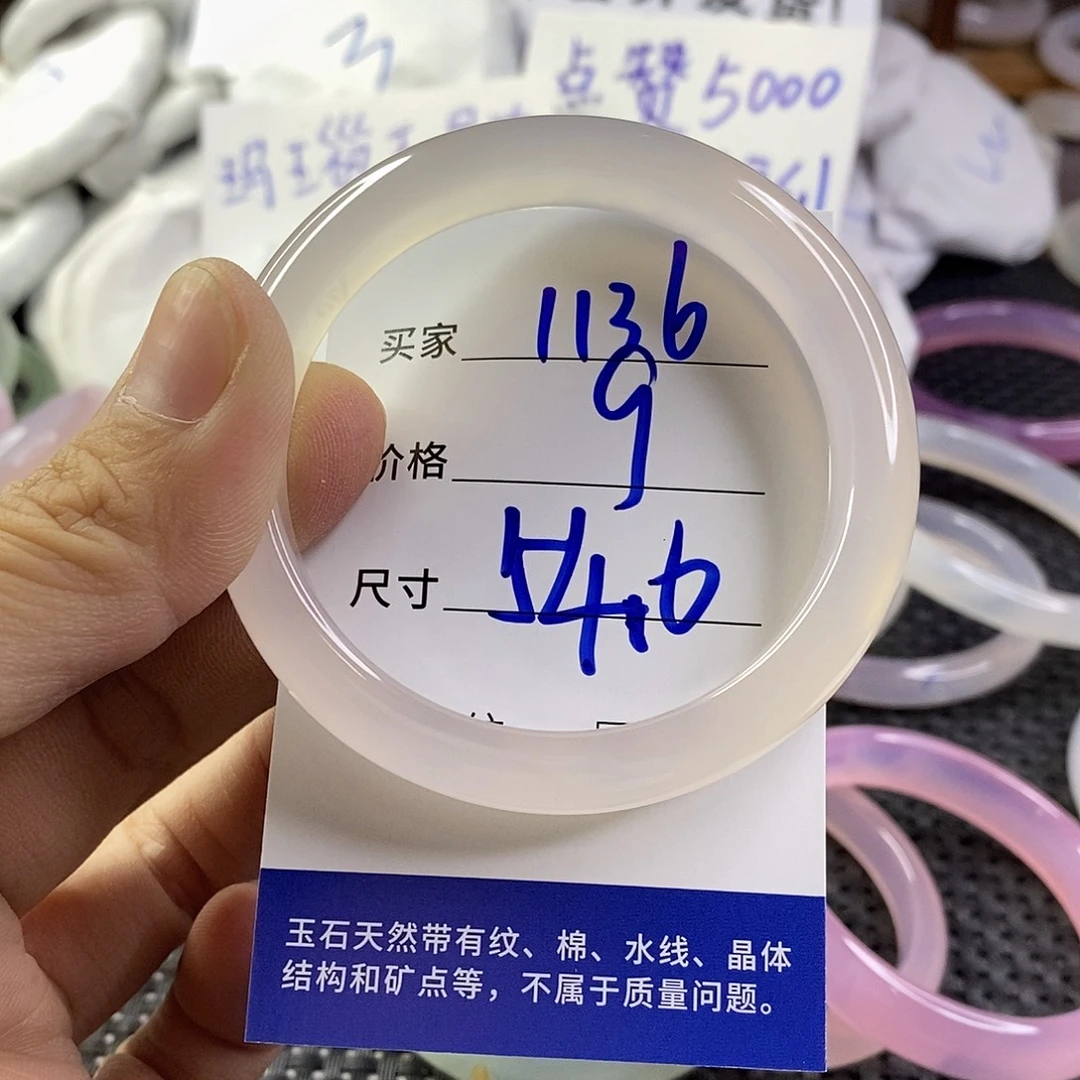 点赞5000
买家 1136
价格 9
尺寸 54.6
玉石天然带有纹、棉、水线、晶体
结构和矿点等，不属于质量问题。